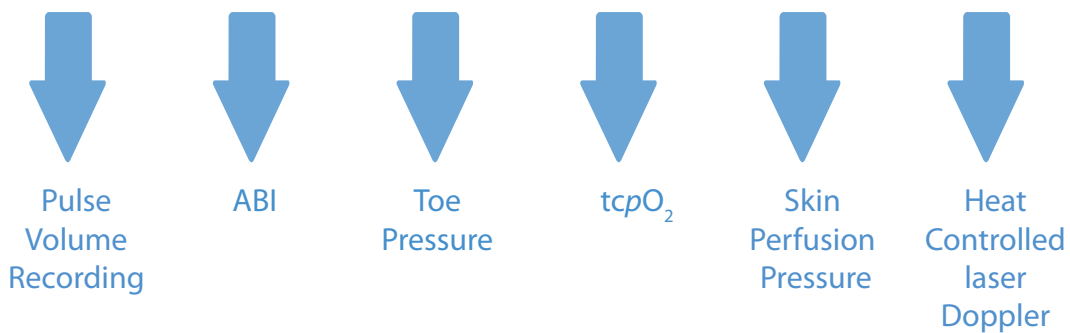 Pulse
Volume
Recording
ABI
Toe
Pressure
tcpO₂
Skin
Perfusion
Pressure
Heat
Controlled
laser
Doppler